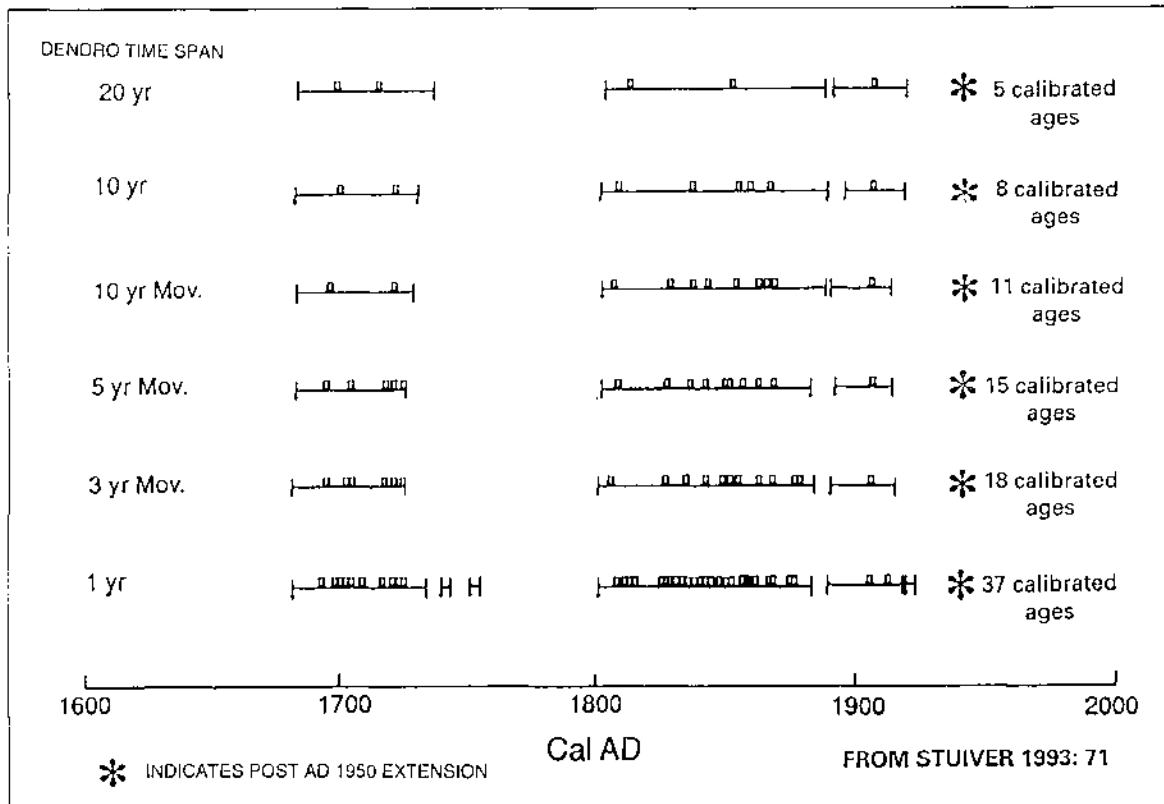 DENDRO TIME SPAN
20 yr
5 calibrated
ages
10 yr
8 calibrated
ages
10 yr Mov.
11 calibrated
ages
5 yr Mov.
15 calibrated
ages
3 yr Mov.
18 calibrated
ages
1 yr
37 calibrated
ages
1600 1700 1800 1900 2000
Cal AD
INDICATES POST AD 1950 EXTENSION
FROM STUIVER 1993: 71